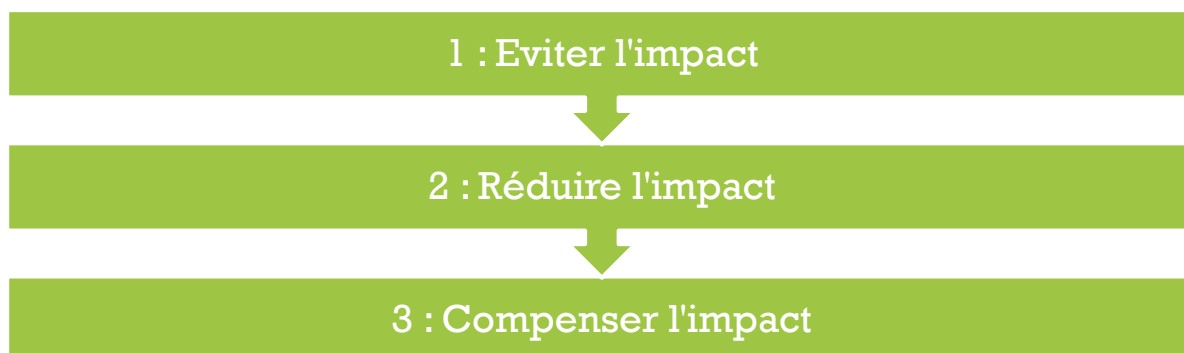 1 : Eviter l'impact
2 : Réduire l'impact
3 : Compenser l'impact